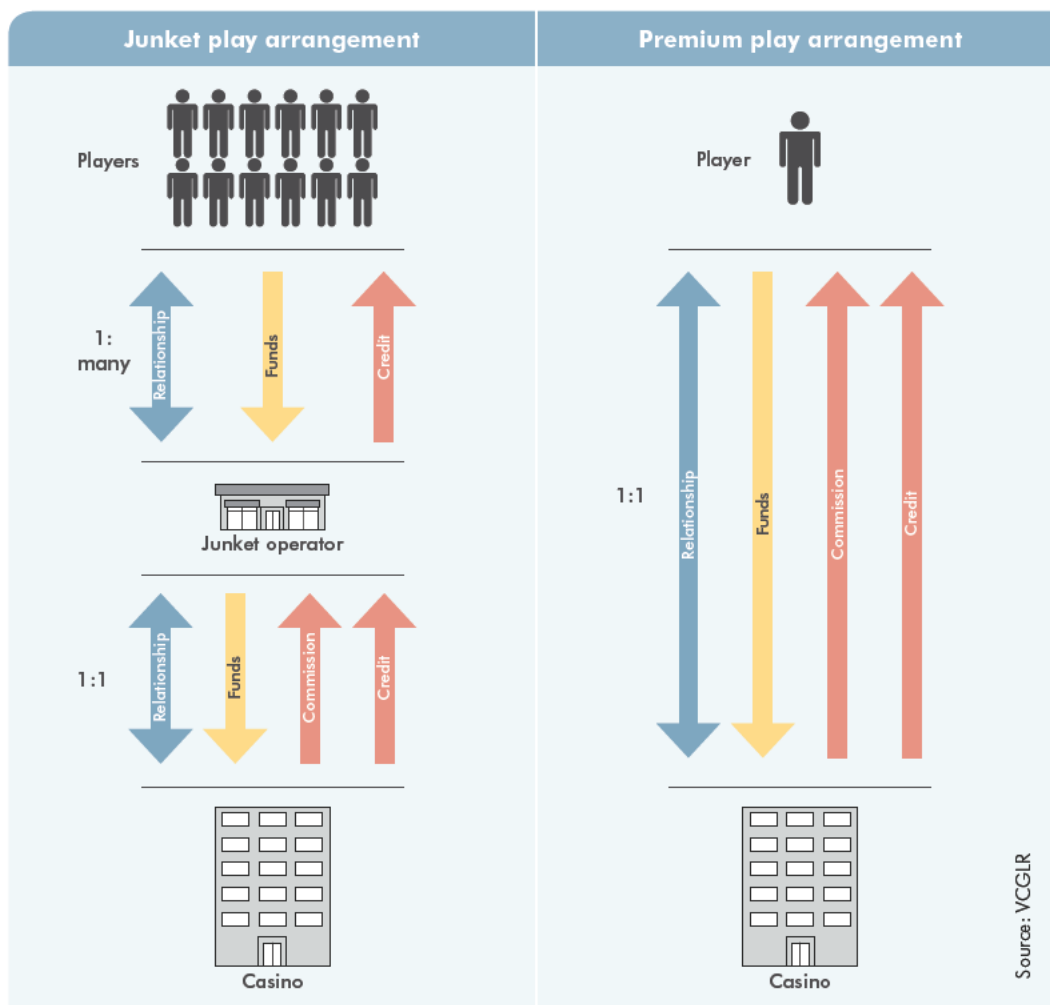 Junket play arrangement
Premium play arrangement
Players
Player
1:
many
Relationship
Funds
Credit
Junket operator
1:1
Relationship
Funds
Commission
Credit
Casino
1:1
Relationship
Funds
Commission
Credit
Casino
Source: VCGLR